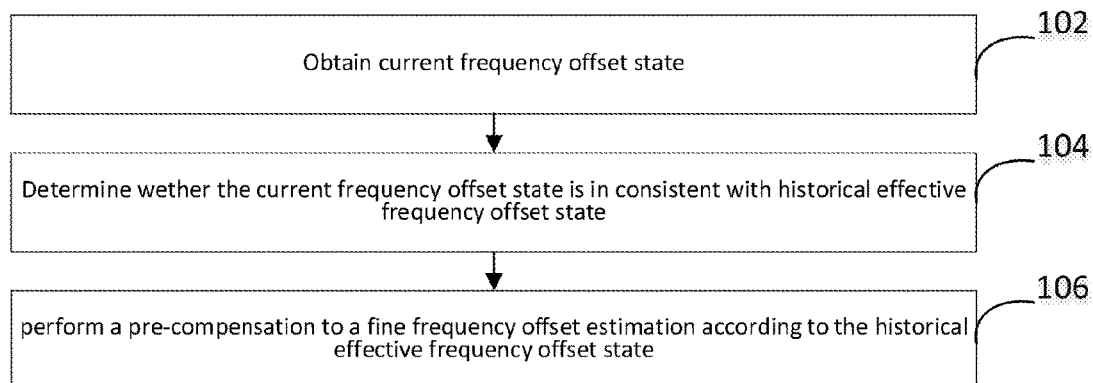 102
Obtain current frequency offset state
104
Determine wether the current frequency offset state is in consistent with historical effective
frequency offset state
106
perform a pre-compensation to a fine frequency offset estimation according to the historical
effective frequency offset state